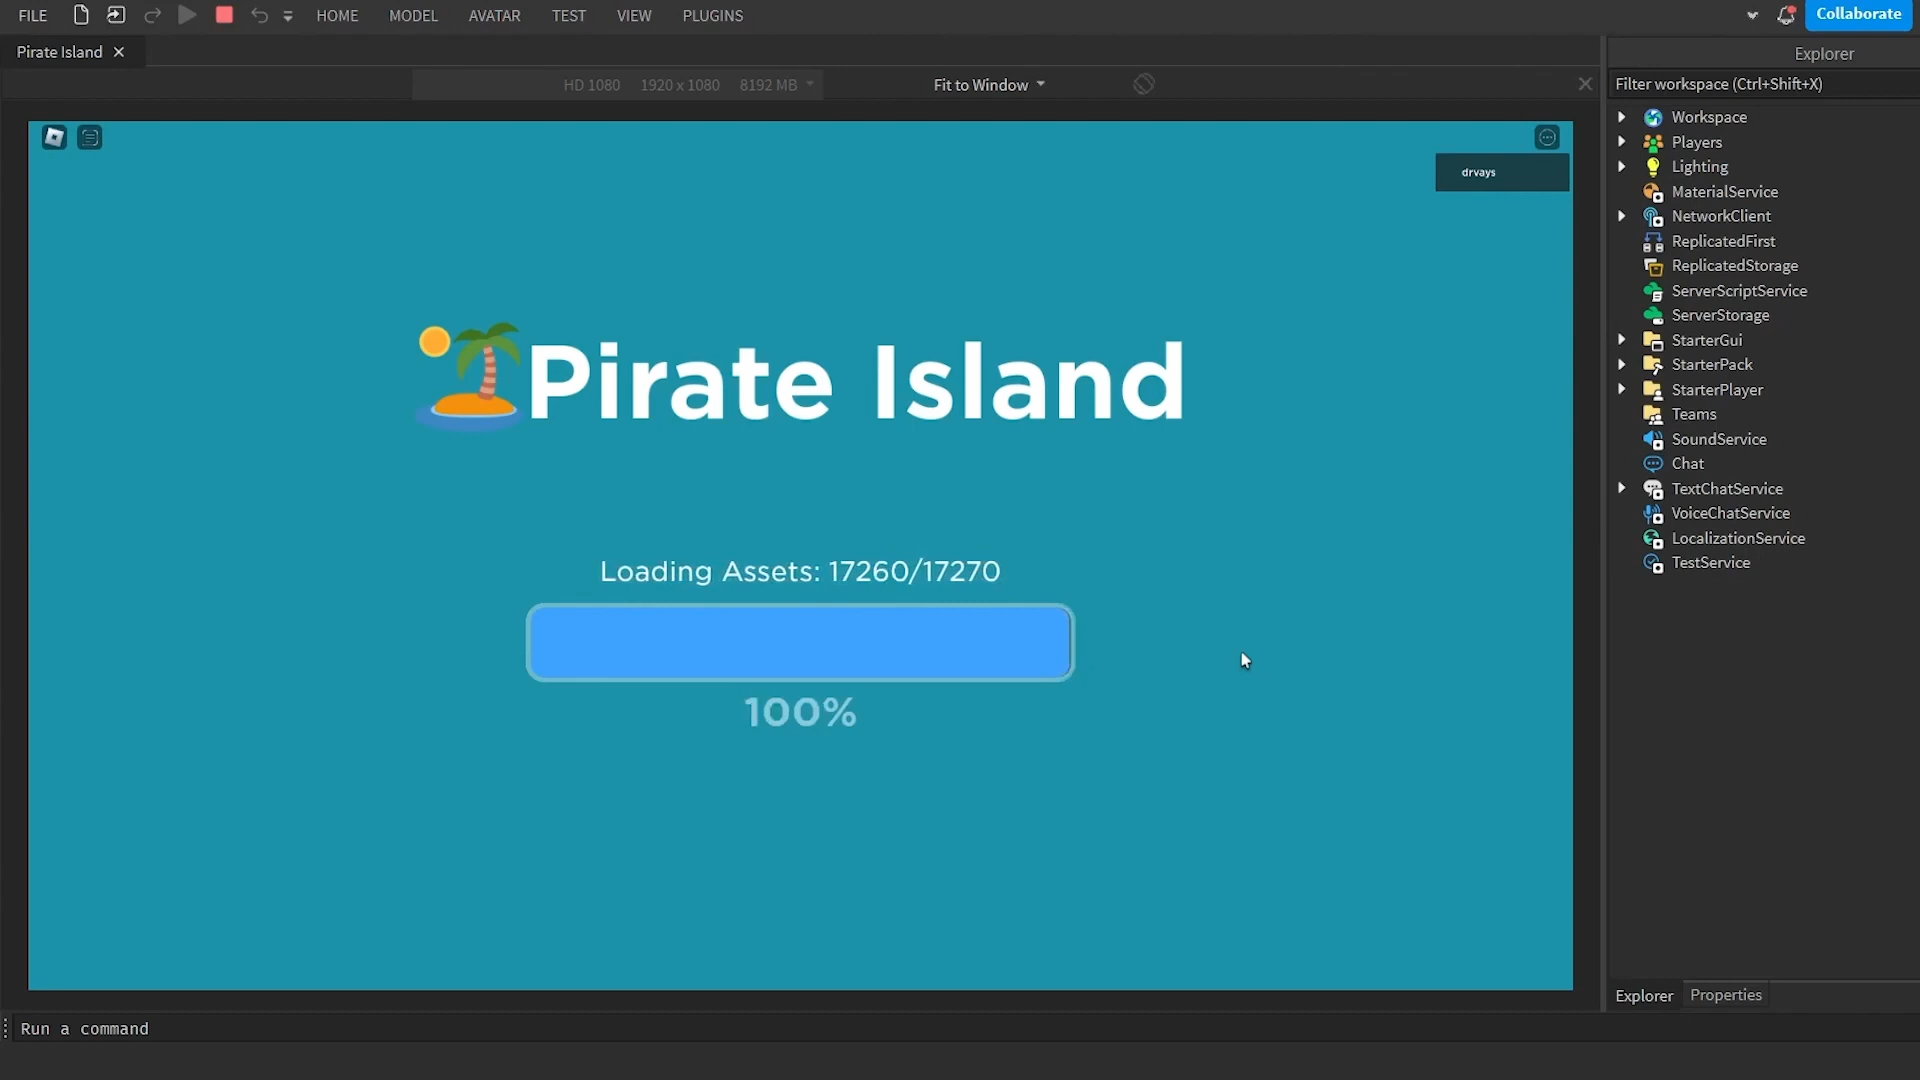 FILE HOME MODEL AVATAR TEST VIEW PLUGINS Collaborate
Pirate Island
HD 1080 1920 x 1080 8192 MB Fit to Window
drvays
Pirate Island
Loading Assets: 17260/17270
100%
Explorer
Filter workspace (Ctrl+Shift+X)
Workspace
Players
Lighting
MaterialService
NetworkClient
ReplicatedFirst
ReplicatedStorage
ServerScriptService
ServerStorage
StarterGui
StarterPack
StarterPlayer
Teams
SoundService
Chat
TextChatService
VoiceChatService
LocalizationService
TestService
Explorer Properties
Run a command